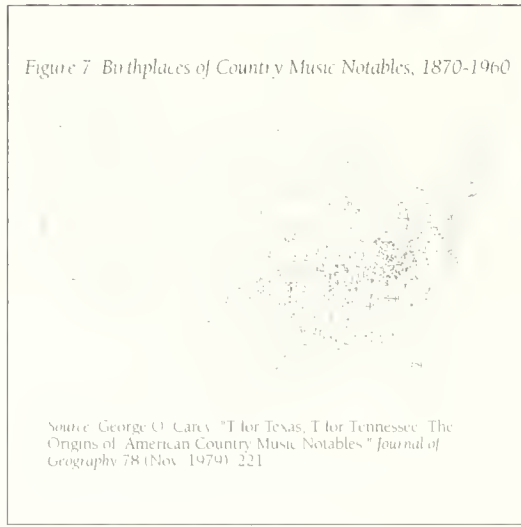 Figure 7 Birthplaces of Country Music Notables, 1870-1960
Source George O. Carey "T for Texas, T for Tennessee The
Origins of American Country Music Notables" Journal of
Geography 78 (Nov 1979) 221